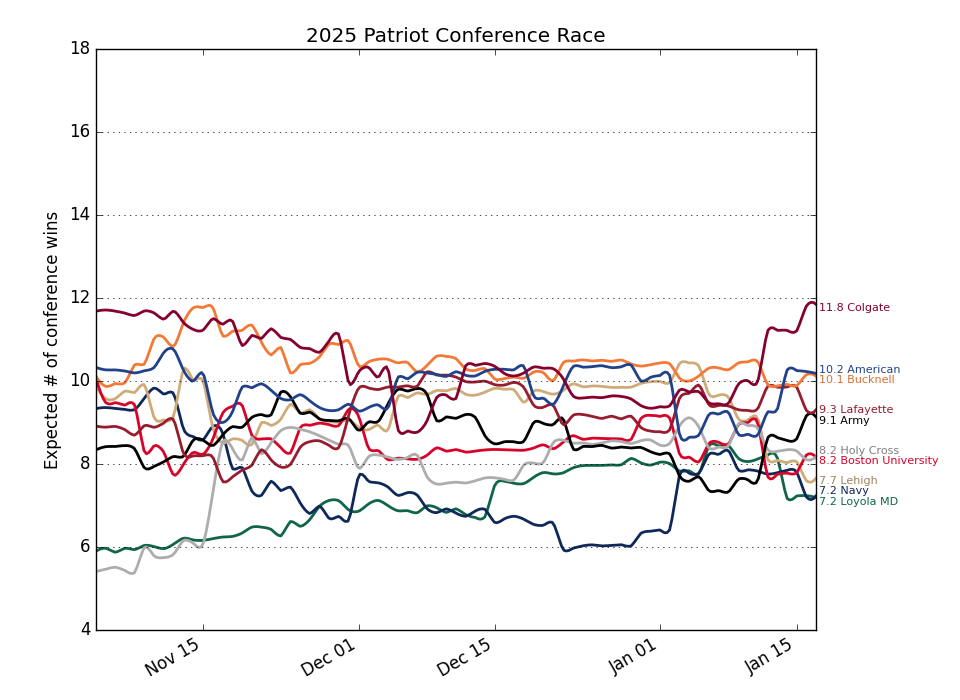 2025 Patriot Conference Race
Expected # of conference wins
18
16
14
12
10
8
6
4
Nov 15
Dec 01
Dec 15
Jan 01
Jan 15
11.8 Colgate
10.2 American
10.1 Bucknell
9.3 Lafayette
9.1 Army
8.2 Holy Cross
8.2 Boston University
7.7 Lehigh
7.2 Navy
7.2 Loyola MD